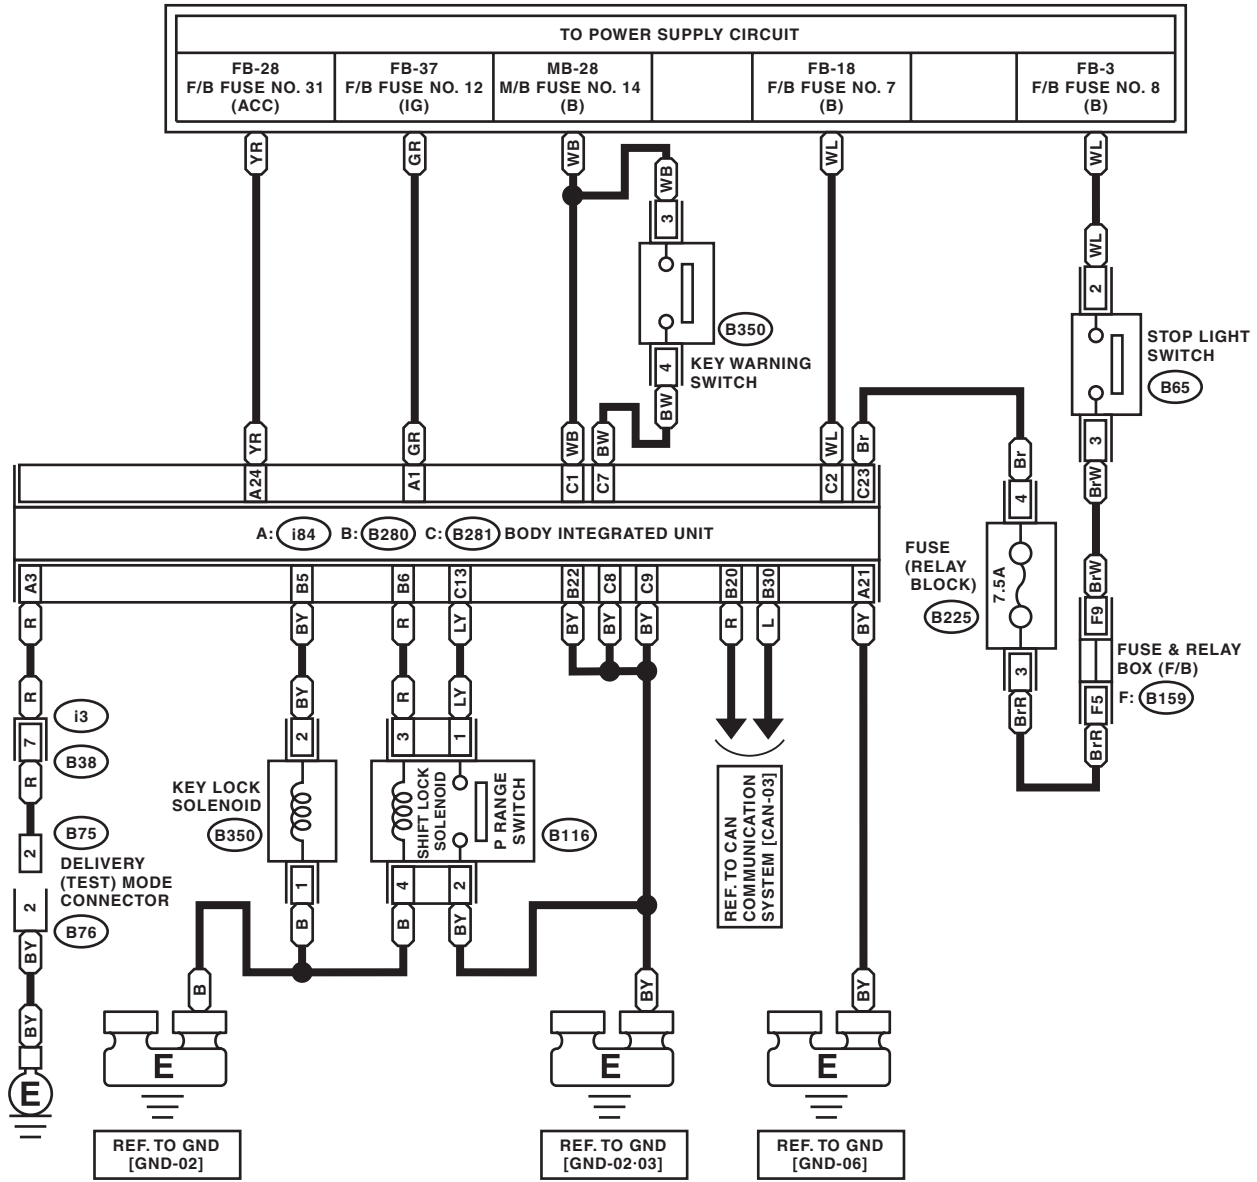 TO POWER SUPPLY CIRCUIT
FB-28
F/B FUSE NO. 31
(ACC)
FB-37
F/B FUSE NO. 12
(IG)
MB-28
M/B FUSE NO. 14
(B)
FB-18
F/B FUSE NO. 7
(B)
FB-3
F/B FUSE NO. 8
(B)
YR
GR
WB
WB
WL
WL
3
WL
2
B350
KEY WARNING
SWITCH
4
BW
STOP LIGHT
SWITCH
B65
3
BrW
YR
GR
WB
BW
WL
Br
Br
A24
A1
C1
C7
C2
C23
4
A: i84 B: B280 C: B281 BODY INTEGRATED UNIT
FUSE
(RELAY
BLOCK)
B225
7.5A
3
BrR
BrW
F9
FUSE & RELAY
BOX (F/B)
F: B159
F5
BrR
A3
B5
B6
C13
B22
C8
C9
B20
B30
A21
R
BY
R
LY
BY
BY
BY
R
L
BY
R
BY
R
LY
i3
7
B38
R
2
3
1
KEY LOCK
SOLENOID
B350
SHIFT LOCK
SOLENOID
P RANGE
SWITCH
B116
REF. TO CAN
COMMUNICATION
SYSTEM [CAN-03]
B75
2
DELIVERY
(TEST) MODE
CONNECTOR
2
B76
BY
BY
1
4
2
B
B
BY
B
BY
BY
E
E
E
E
REF. TO GND
[GND-02]
REF. TO GND
[GND-02·03]
REF. TO GND
[GND-06]